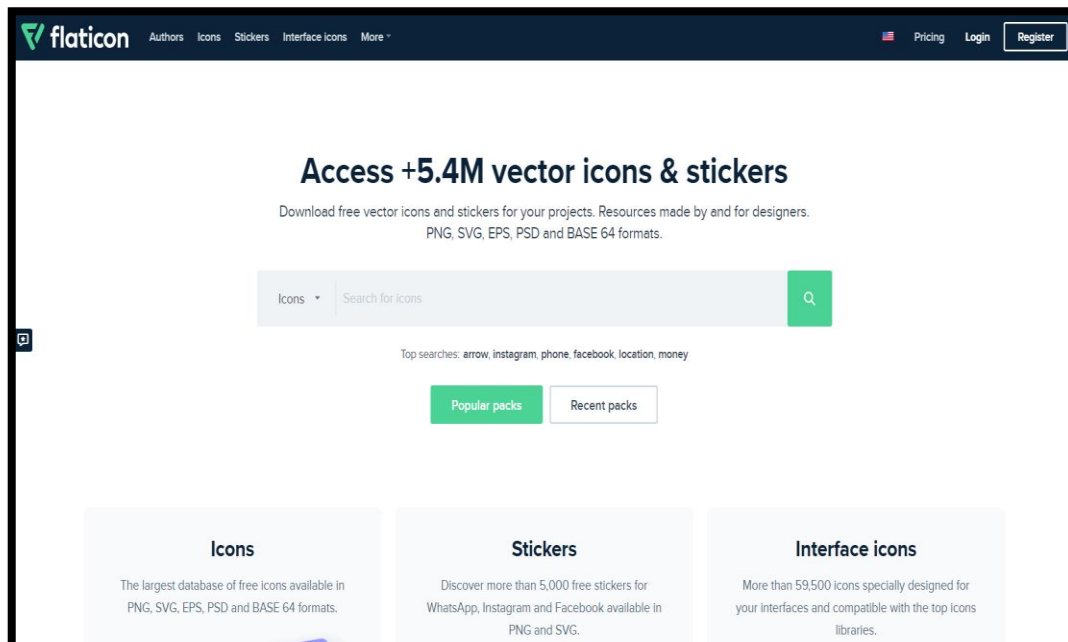 flaticon Authors Icons Stickers Interface icons More Pricing Login Register
Access +5.4M vector icons & stickers
Download free vector icons and stickers for your projects. Resources made by and for designers.
PNG, SVG, EPS, PSD and BASE 64 formats.
Icons Search for icons
Top searches: arrow, instagram, phone, facebook, location, money
Popular packs Recent packs
Icons
The largest database of free icons available in
PNG, SVG, EPS, PSD and BASE 64 formats.
Stickers
Discover more than 5,000 free stickers for
WhatsApp, Instagram and Facebook available in
PNG and SVG.
Interface icons
More than 59,500 icons specially designed for
your interfaces and compatible with the top icons
libraries.